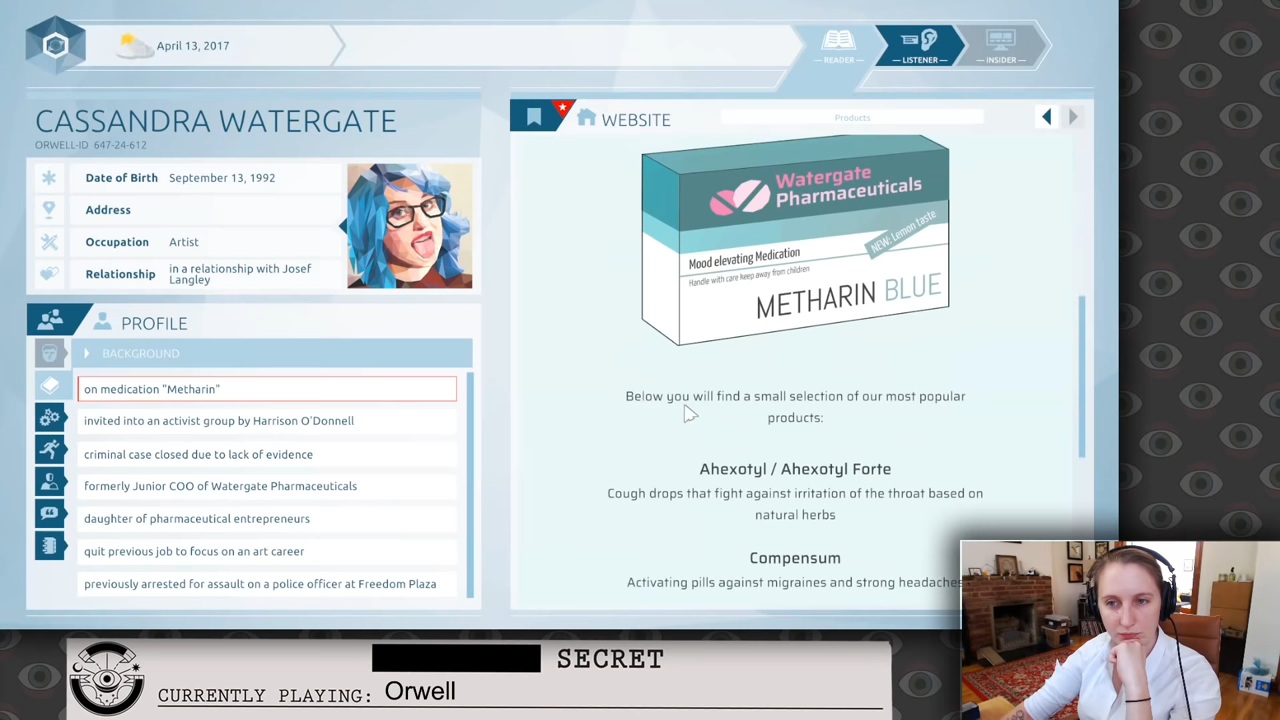 April 13, 2017
— READER —
— LISTENER —
— INSIDER —
CASSANDRA WATERGATE
ORWELL-ID 647-24-612
Date of Birth September 13, 1992
Address
Occupation Artist
Relationship in a relationship with Josef
Langley
PROFILE
BACKGROUND
on medication "Metharin"
invited into an activist group by Harrison O'Donnell
criminal case closed due to lack of evidence
formerly Junior COO of Watergate Pharmaceuticals
daughter of pharmaceutical entrepreneurs
quit previous job to focus on an art career
previously arrested for assault on a police officer at Freedom Plaza
WEBSITE
Products
Watergate
Pharmaceuticals
NEW: Lemon taste
Mood elevating Medication
Handle with care keep away from children
METHARIN BLUE
Below you will find a small selection of our most popular
products:
Ahexotyl / Ahexotyl Forte
Cough drops that fight against irritation of the throat based on
natural herbs
Compensum
Activating pills against migraines and strong headaches
SECRET
CURRENTLY PLAYING: Orwell